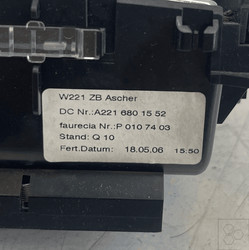 W221 ZB Ascher
DC Nr.:A221 680 15 52
faurecia Nr.:P 010 74 03
Stand: Q 10
Fert.Datum: 18.05.06 15:50